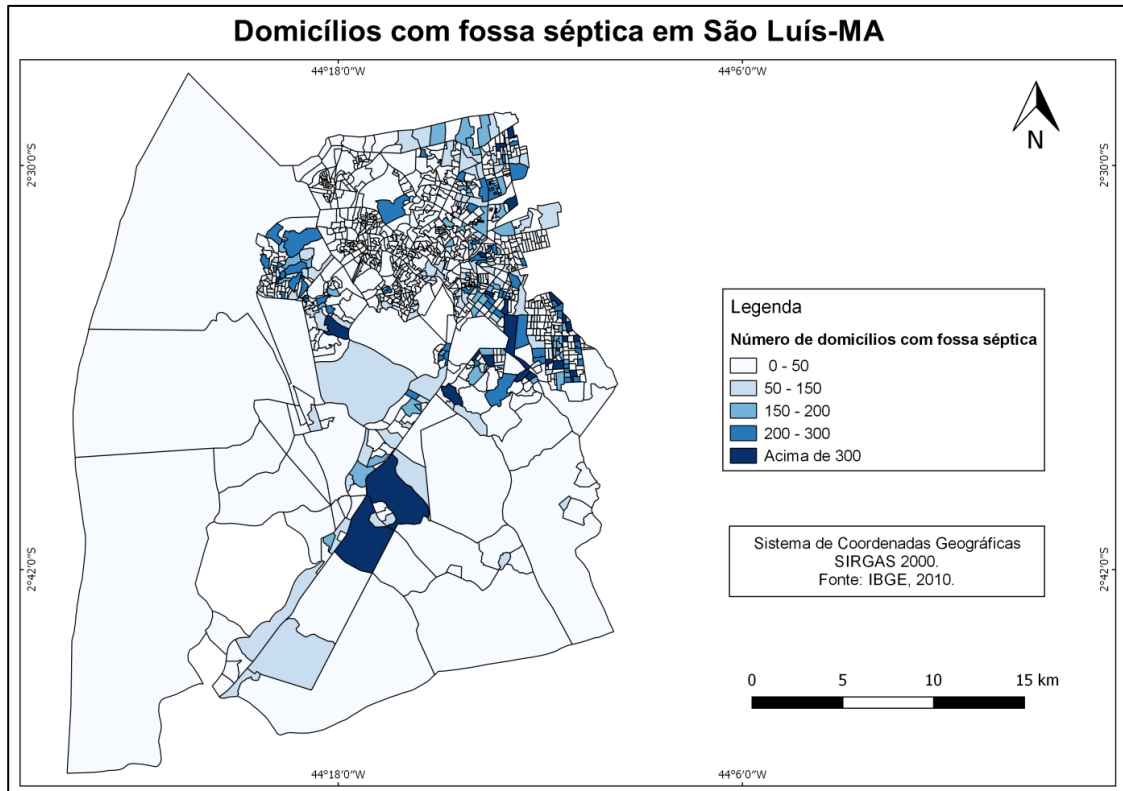 Domicílios com fossa séptica em São Luís-MA
44°18'0"W
44°6'0"W
N
2°30'0"S
2°30'0"S
Legenda
Número de domicílios com fossa séptica
0 - 50
50 - 150
150 - 200
200 - 300
Acima de 300
Sistema de Coordenadas Geográficas
SIRGAS 2000.
Fonte: IBGE, 2010.
2°42'0"S
2°42'0"S
0 5 10 15 km
44°18'0"W
44°6'0"W